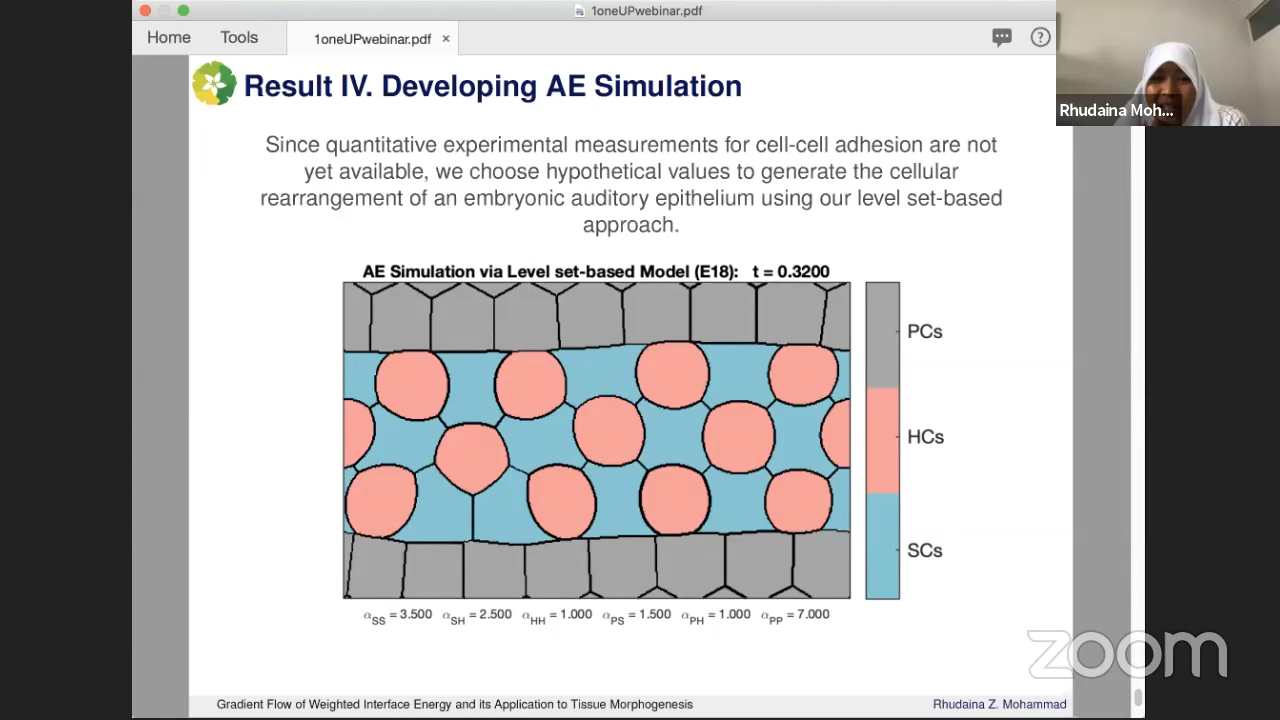 1oneUPwebinar.pdf
Home Tools 1oneUPwebinar.pdf × ?
Result IV. Developing AE Simulation
Rhudaina Moh...
Since quantitative experimental measurements for cell-cell adhesion are not
yet available, we choose hypothetical values to generate the cellular
rearrangement of an embryonic auditory epithelium using our level set-based
approach.
AE Simulation via Level set-based Model (E18): t = 0.3200
PCs
HCs
SCs
αSS = 3.500 αSH = 2.500 αHH = 1.000 αPS = 1.500 αPH = 1.000 αPP = 7.000
zoom
Gradient Flow of Weighted Interface Energy and its Application to Tissue Morphogenesis Rhudaina Z. Mohammad